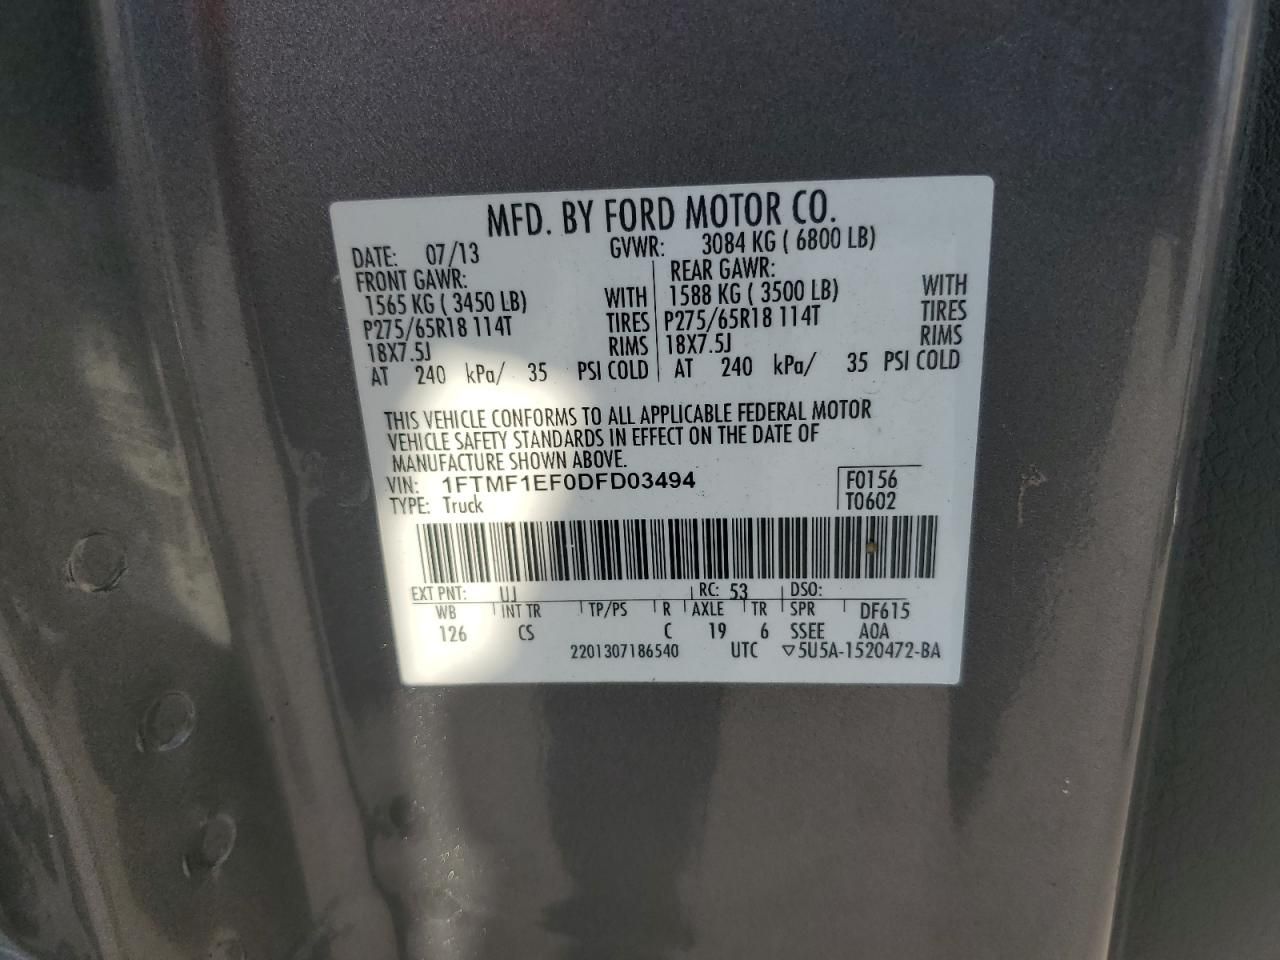 MFD. BY FORD MOTOR CO.
DATE: 07/13 GVWR: 3084 KG ( 6800 LB)
FRONT GAWR: REAR GAWR:
1565 KG ( 3450 LB) WITH 1588 KG ( 3500 LB) WITH
P275/65R18 114T TIRES P275/65R18 114T TIRES
18X7.5J RIMS 18X7.5J RIMS
AT 240 kPa/ 35 PSI COLD AT 240 kPa/ 35 PSI COLD
THIS VEHICLE CONFORMS TO ALL APPLICABLE FEDERAL MOTOR
VEHICLE SAFETY STANDARDS IN EFFECT ON THE DATE OF
MANUFACTURE SHOWN ABOVE.
VIN: 1FTMF1EF0DFD03494 F0156
TYPE: Truck T0602
EXT PNT: UJ RC: 53 DSO:
WB INT TR TP/PS R AXLE TR SPR DF615
126 CS C 19 6 SSEE A0A
2201307186540 UTC ▽5U5A-1520472-BA